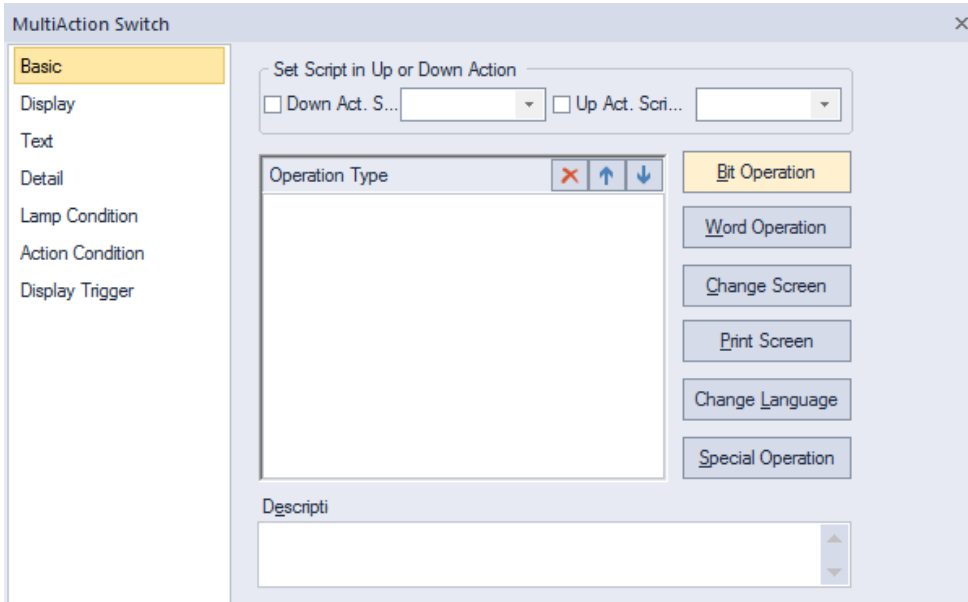 MultiAction Switch
Basic
Display
Text
Detail
Lamp Condition
Action Condition
Display Trigger
Set Script in Up or Down Action
Down Act. S...
Up Act. Scri...
Operation Type
Bit Operation
Word Operation
Change Screen
Print Screen
Change Language
Special Operation
Descripti